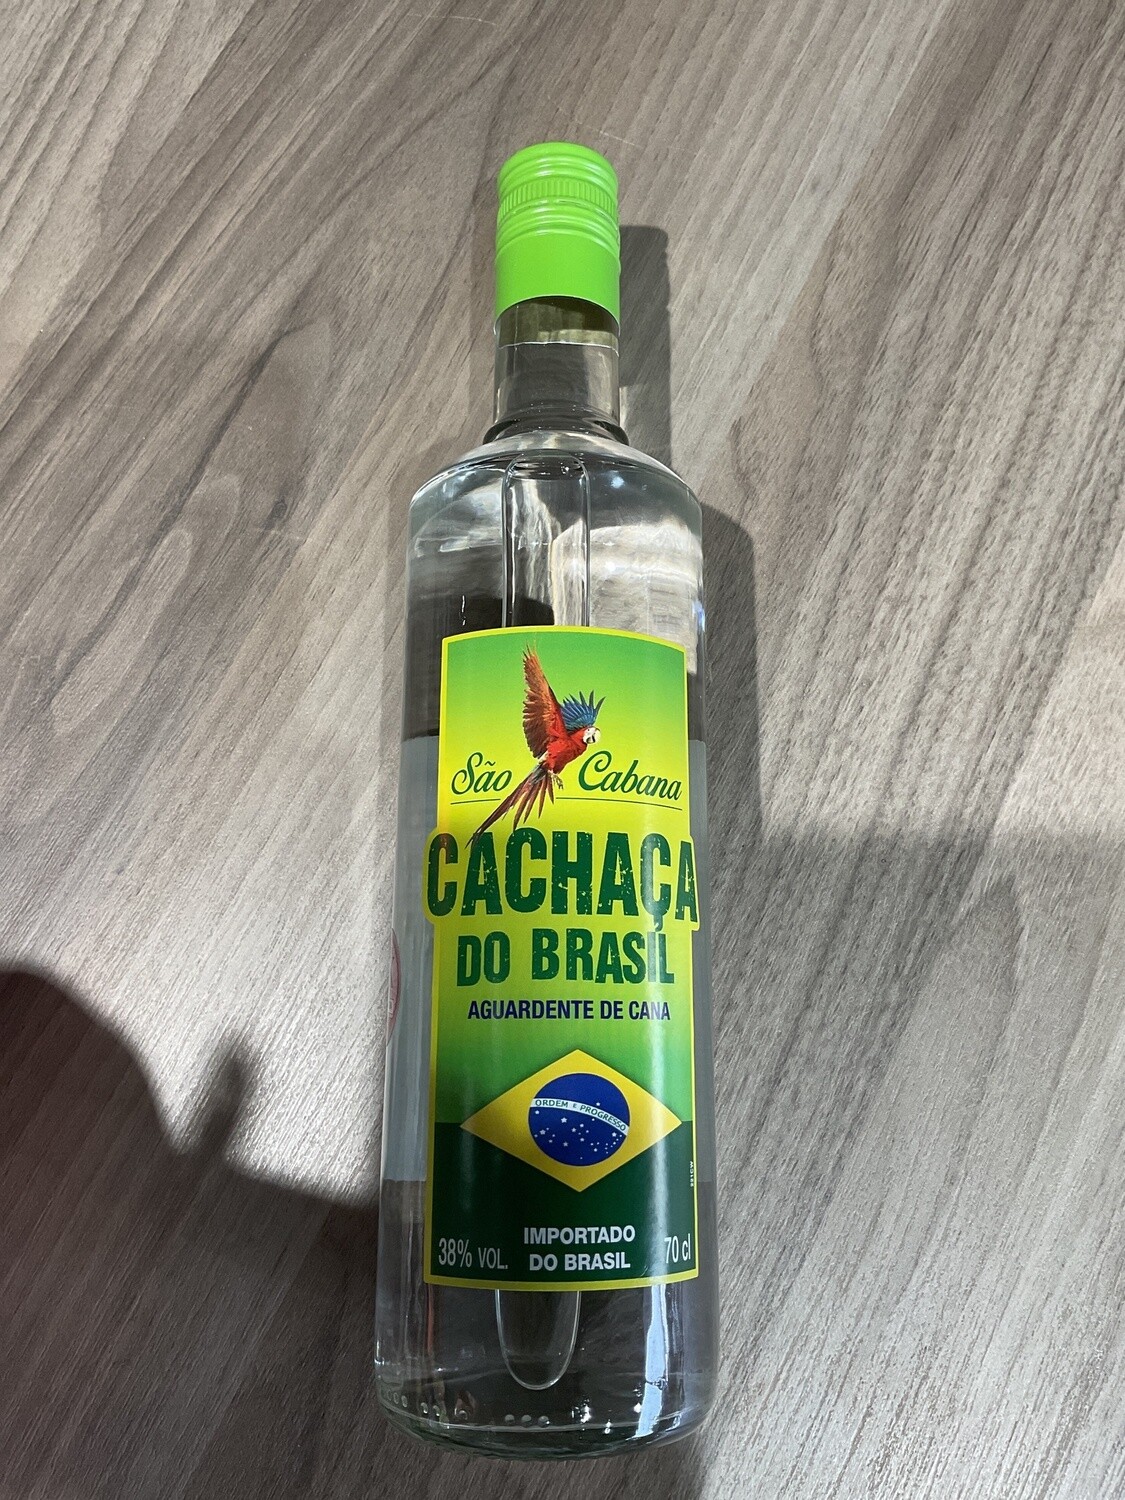 São Cabana
CACHAÇA
DO BRASIL
AGUARDENTE DE CANA
ORDEM E PROGRESSO
IMPORTADO
DO BRASIL
38% VOL.
70 cl